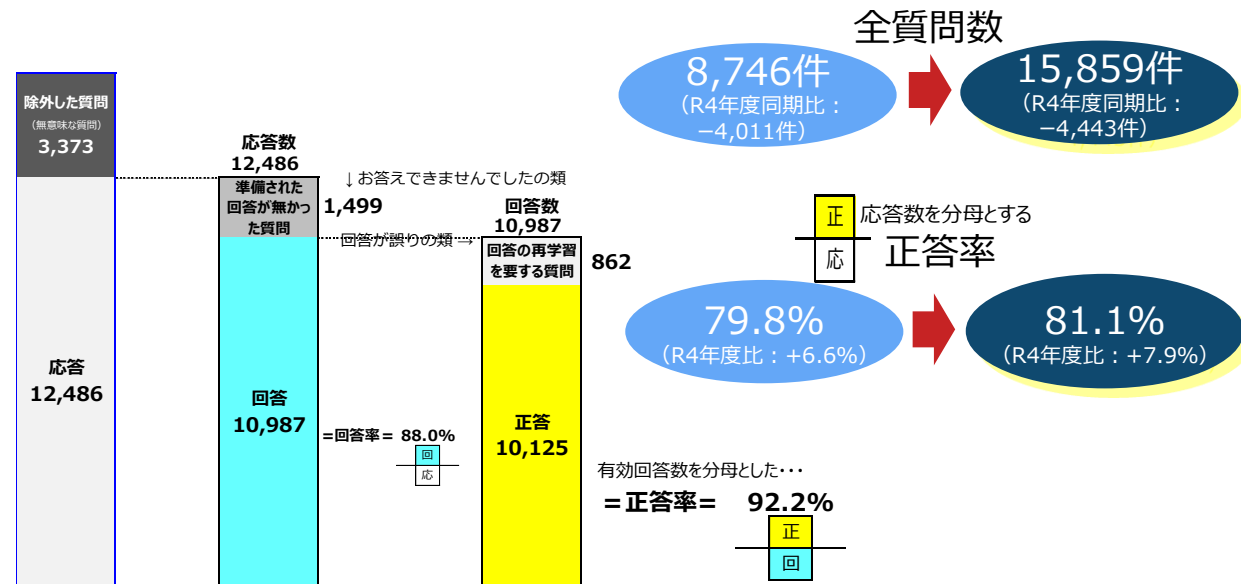 全質問数
8,746件
(R4年度同期比:
−4,011件)
15,859件
(R4年度同期比:
−4,443件)
除外した質問
(無意味な質問)
3,373
応答
12,486
応答数
12,486
準備された
回答が無かっ
た質問
1,499
↓お答えできませんでしたの類
回答
10,987
=回答率= 88.0%
回
応
回答が誤りの類→
回答数
10,987
回答の再学習
を要する質問
862
正答
10,125
正
応
応答数を分母とする
正答率
79.8%
(R4年度比:+6.6%)
81.1%
(R4年度比:+7.9%)
有効回答数を分母とした・・・
=正答率= 92.2%
正
回